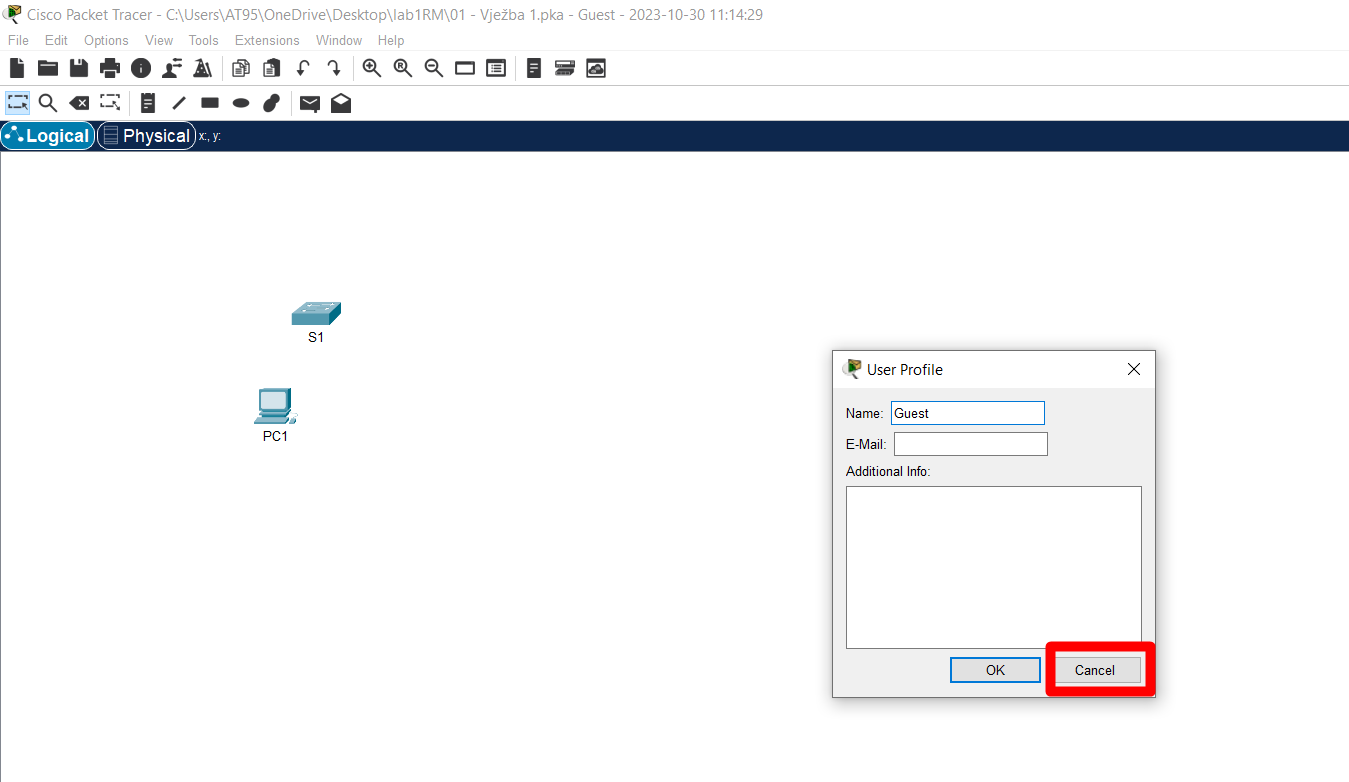 Cisco Packet Tracer - C:\Users\AT95\OneDrive\Desktop\lab1RM\01 - Vježba 1.pka - Guest - 2023-10-30 11:14:29
File Edit Options View Tools Extensions Window Help
Logical Physical x:, y:
S1
PC1
User Profile
Name: Guest
E-Mail:
Additional Info:
OK Cancel